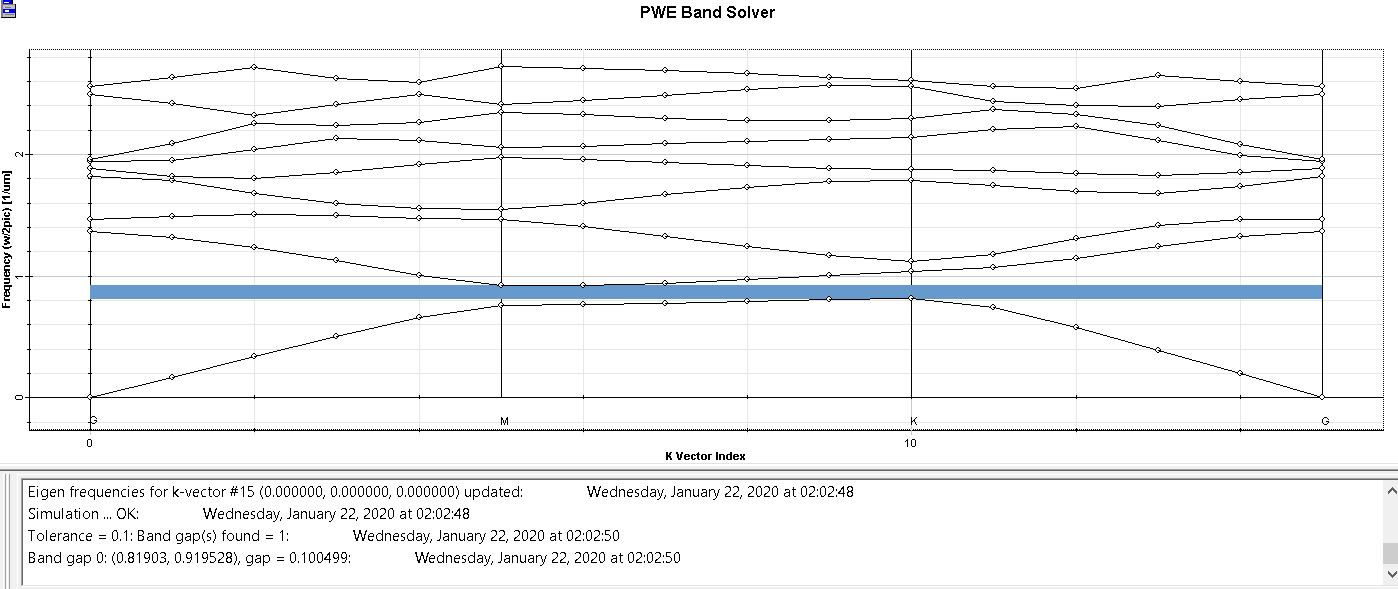 PWE Band Solver
Frequency (w/2pic) [1/um]
2
1
0
G
M
K
G
0
10
K Vector Index
Eigen frequencies for k-vector #15 (0.000000, 0.000000, 0.000000) updated: Wednesday, January 22, 2020 at 02:02:48
Simulation ... OK: Wednesday, January 22, 2020 at 02:02:48
Tolerance = 0.1: Band gap(s) found = 1: Wednesday, January 22, 2020 at 02:02:50
Band gap 0: (0.81903, 0.919528), gap = 0.100499: Wednesday, January 22, 2020 at 02:02:50